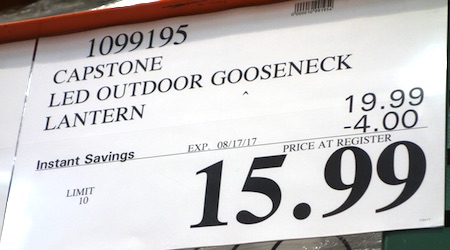 1099195
CAPSTONE
LED OUTDOOR GOOSENECK
LANTERN
19.99
Instant Savings EXP. 08/17/17 -4.00
PRICE AT REGISTER
LIMIT
10
15.99